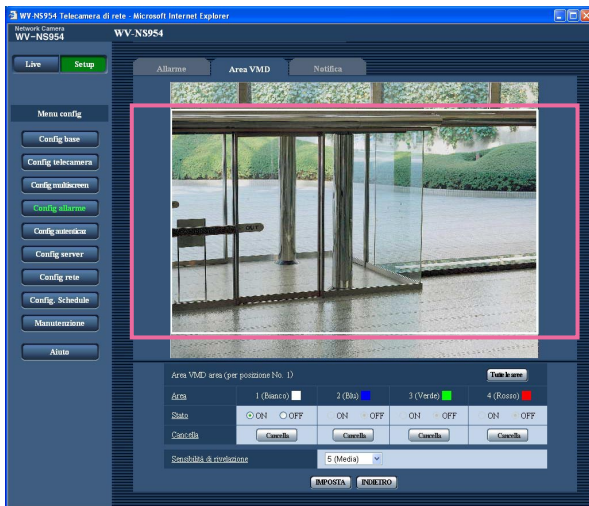 WV-NS954 Telecamera di rete - Microsoft Internet Explorer
Network Camera
WV-NS954
WV-NS954
Live Setup
Allarme Area VMD Notifica
Menu config
Config base
Config telecamera
Config multiscreen
Config allarme
Config autenticaz
Config server
Config rete
Config. Schedule
Manutenzione
Aiuto
OUT
Area VMD area (per posizione No. 1) Tutte le aree
Area 1 (Bianco) 2 (Blu) 3 (Verde) 4 (Rosso)
Stato ON OFF ON OFF ON OFF ON OFF
Cancella Cancella Cancella Cancella Cancella
Sensibilità di rivelazione 5 (Media)
IMPOSTA INDIETRO